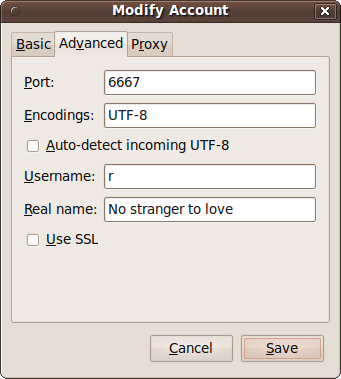 Modify Account
Basic Advanced Proxy
Port: 6667
Encodings: UTF-8
Auto-detect incoming UTF-8
Username: r
Real name: No stranger to love
Use SSL
Cancel Save